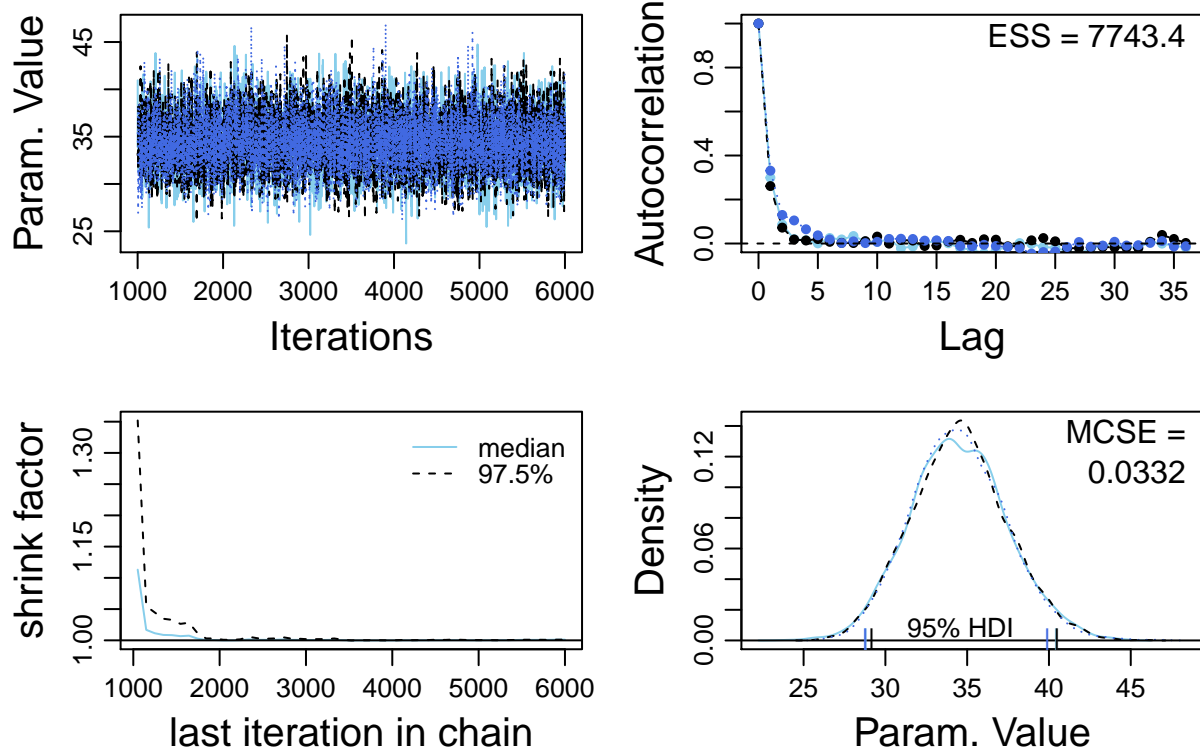 Param. Value
45
35
25
1000 2000 3000 4000 5000 6000
Iterations
Autocorrelation
0.8
0.4
0.0
ESS = 7743.4
0 5 10 15 20 25 30 35
Lag
shrink factor
1.30
1.15
1.00
median
97.5%
1000 2000 3000 4000 5000 6000
last iteration in chain
Density
0.12
0.06
0.00
MCSE =
0.0332
95% HDI
25 30 35 40 45
Param. Value